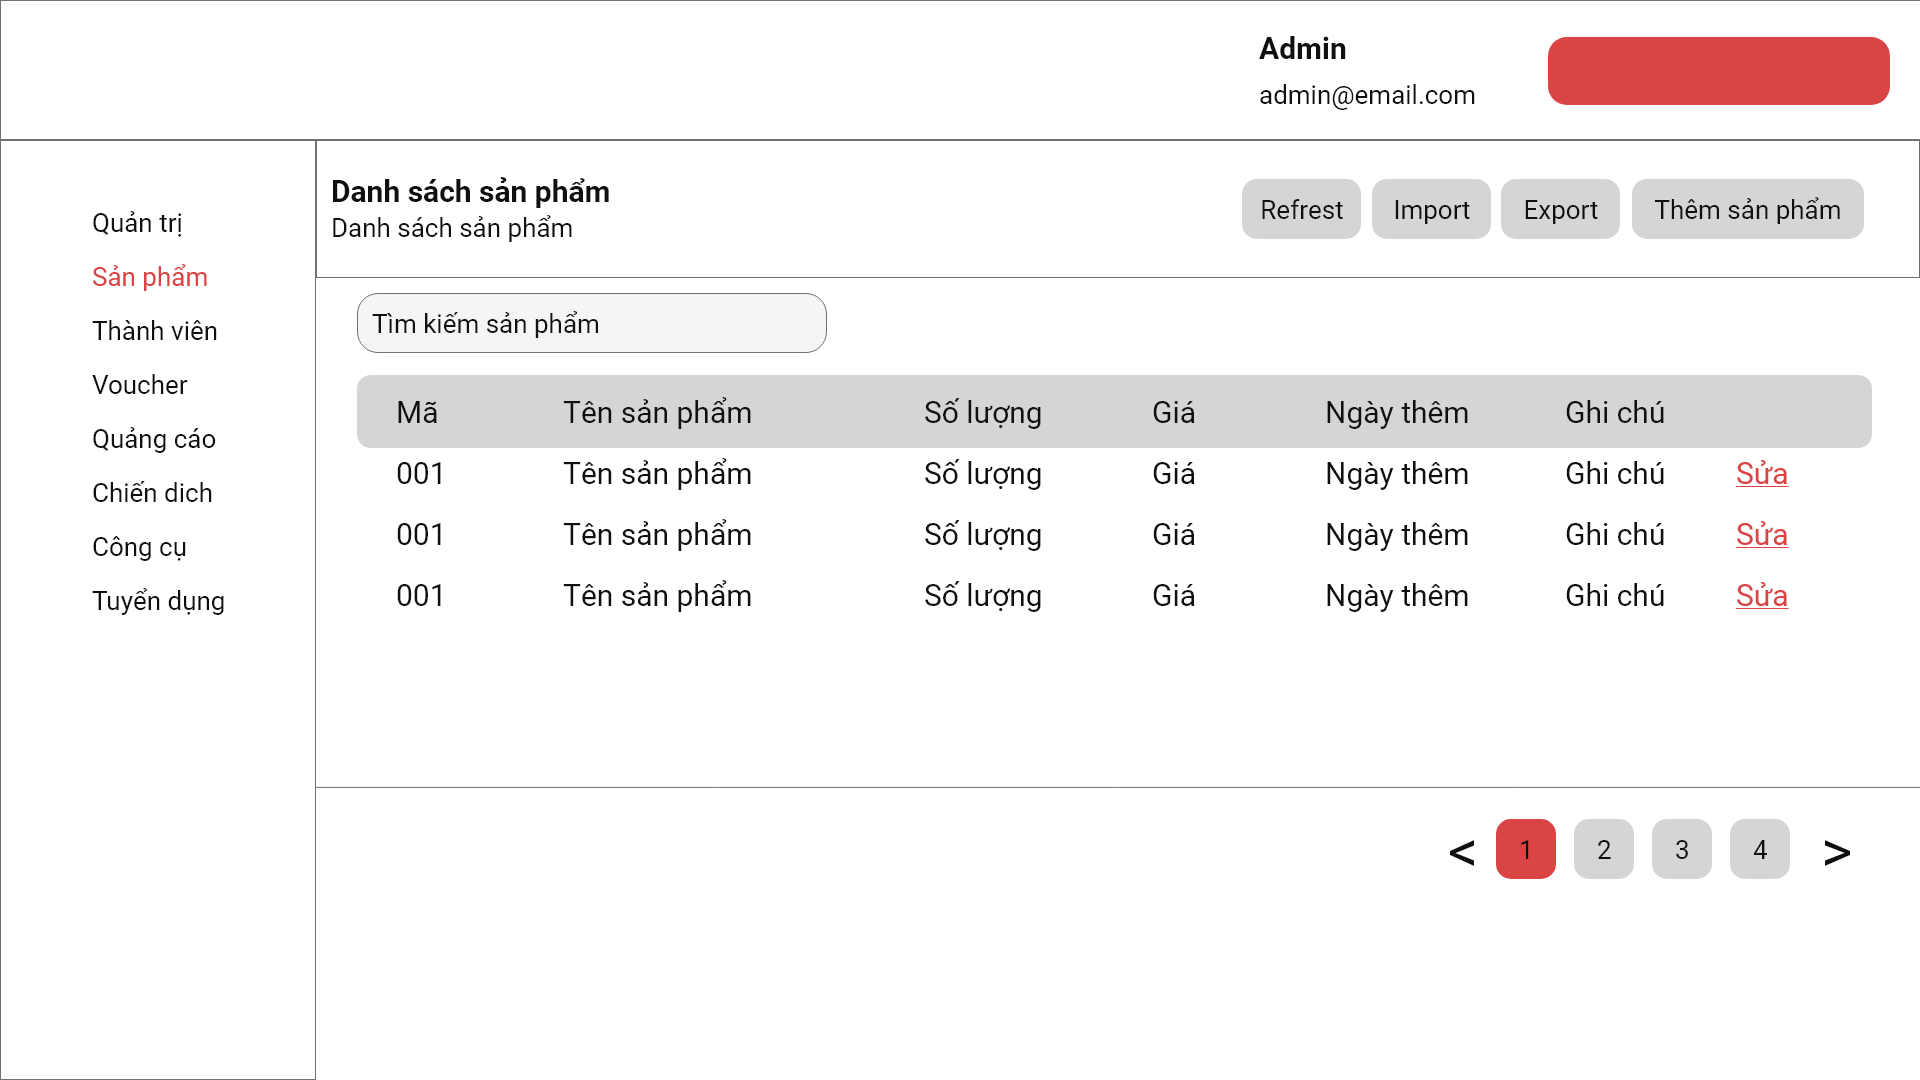 Admin
admin@email.com
Quản trị
Sản phẩm
Thành viên
Voucher
Quảng cáo
Chiến dich
Công cụ
Tuyển dụng
Danh sách sản phẩm
Danh sách sản phẩm
Refrest Import Export Thêm sản phẩm
Tìm kiếm sản phẩm
Mã Tên sản phẩm Số lượng Giá Ngày thêm Ghi chú
001 Tên sản phẩm Số lượng Giá Ngày thêm Ghi chú Sửa
001 Tên sản phẩm Số lượng Giá Ngày thêm Ghi chú Sửa
001 Tên sản phẩm Số lượng Giá Ngày thêm Ghi chú Sửa
< 1 2 3 4 >